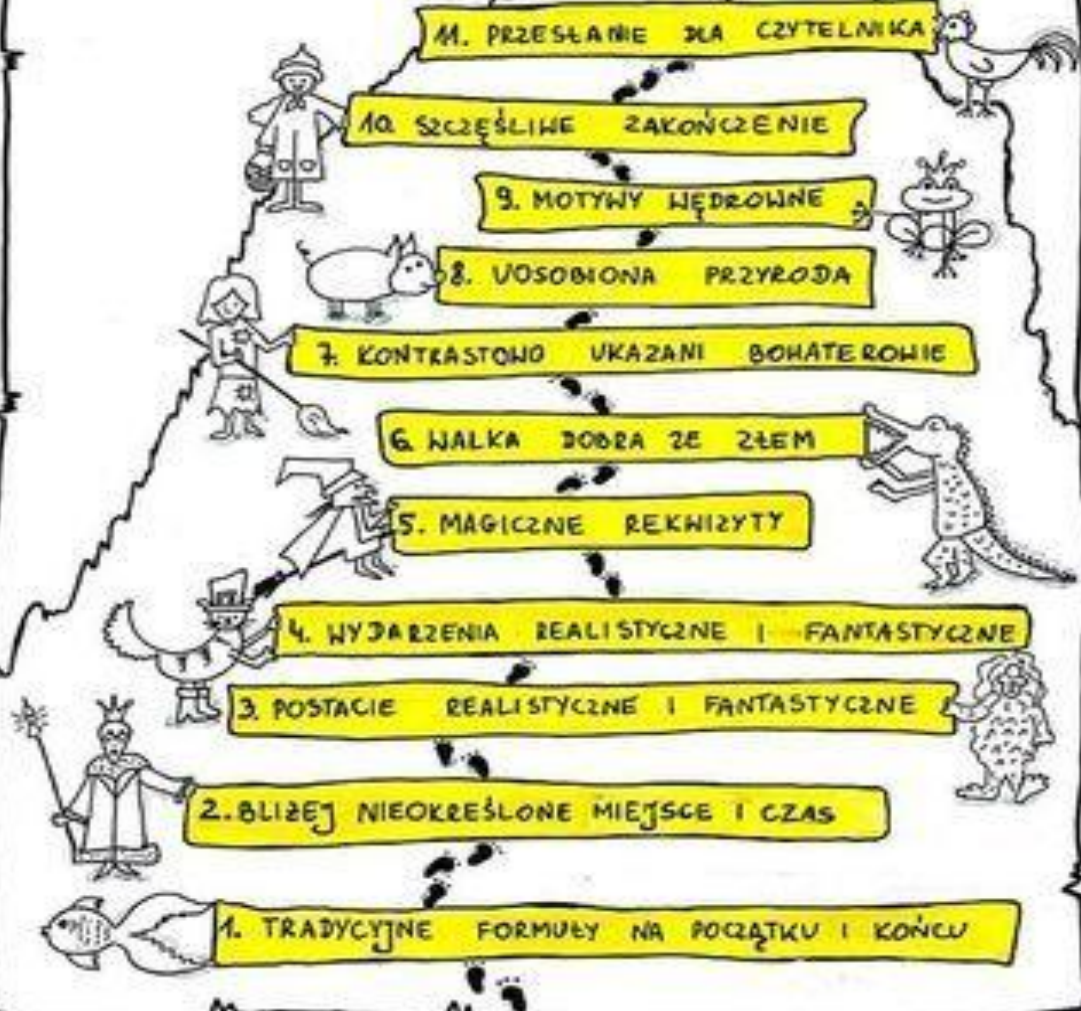 11. PRZESŁANIE DLA CZYTELNIKA
10. SZCZĘŚLIWE ZAKOŃCZENIE
9. MOTYWY WĘDROWNE
8. UOSOBIONA PRZYRODA
7. KONTRASTOWO UKAZANI BOHATEROWIE
6. WALKA DOBRA ZE ZŁEM
5. MAGICZNE REKWIZYTY
4. WYDARZENIA REALISTYCZNE I FANTASTYCZNE
3. POSTACIE REALISTYCZNE I FANTASTYCZNE
2. BLIŻEJ NIEOKREŚLONE MIEJSCE I CZAS
1. TRADYCYJNE FORMUŁY NA POCZĄTKU I KOŃCU